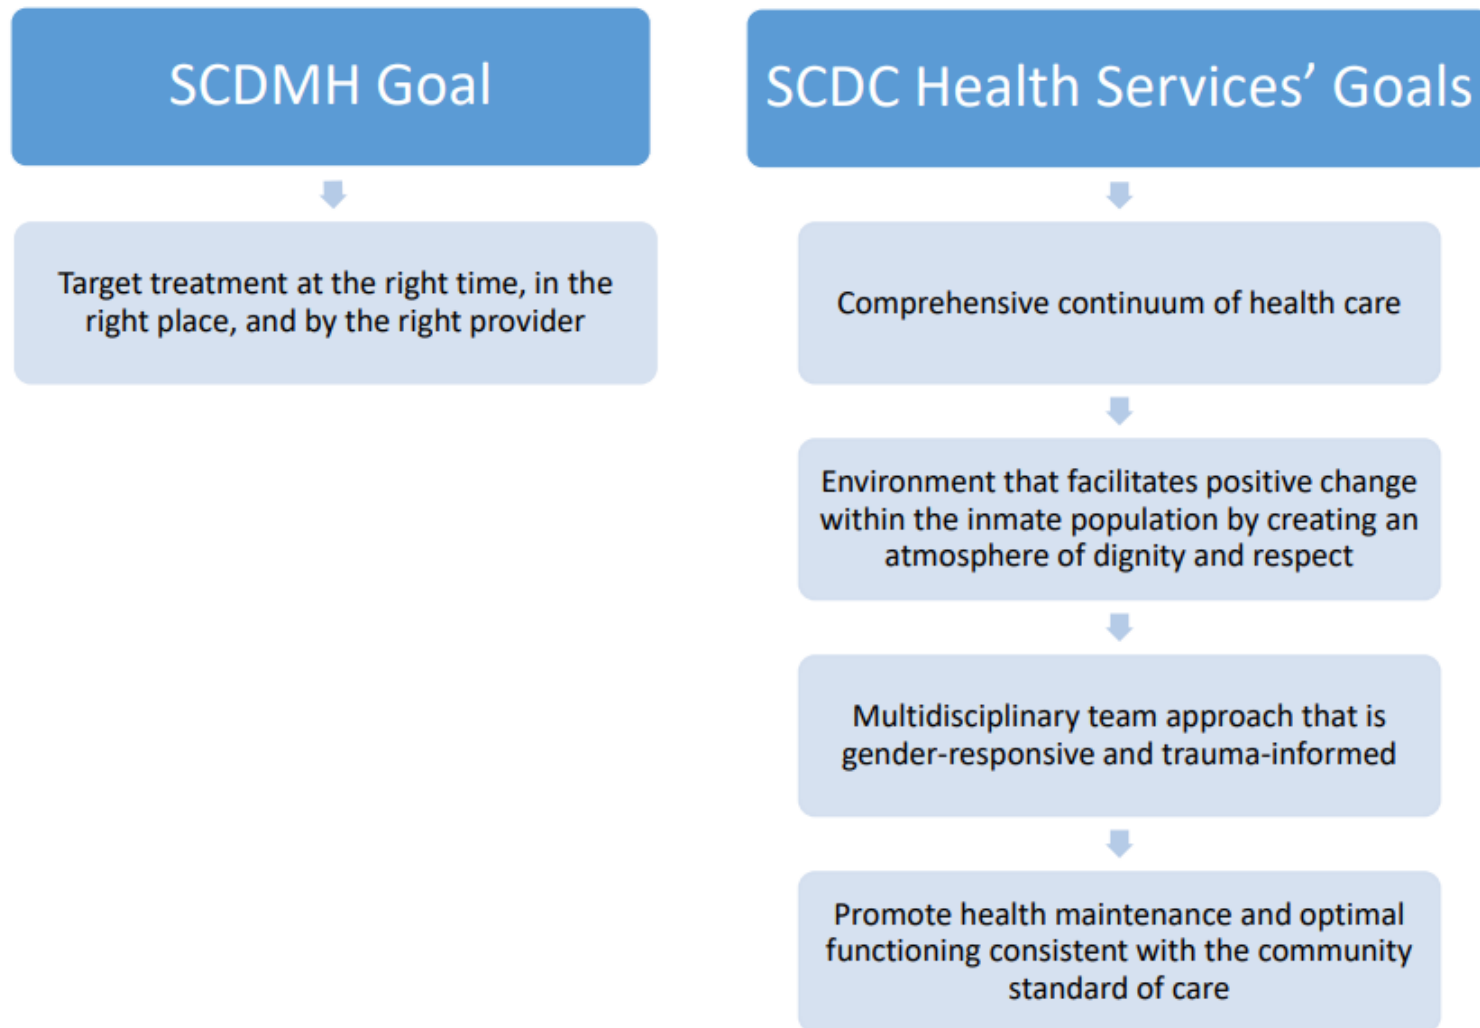 SCDMH Goal
Target treatment at the right time, in the
right place, and by the right provider
SCDC Health Services’ Goals
Comprehensive continuum of health care
Environment that facilitates positive change
within the inmate population by creating an
atmosphere of dignity and respect
Multidisciplinary team approach that is
gender-responsive and trauma-informed
Promote health maintenance and optimal
functioning consistent with the community
standard of care